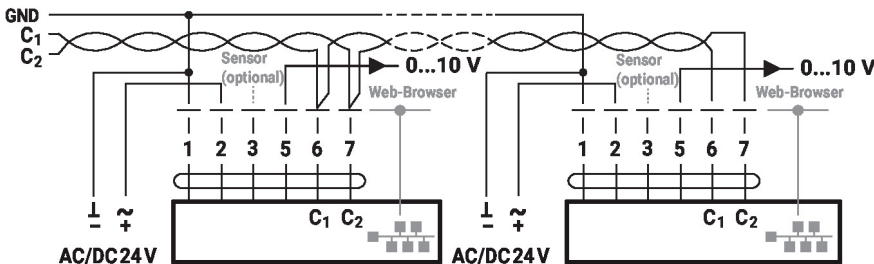 GND
C1
C2
Sensor
(optional)
0...10 V
Web-Browser
Sensor
(optional)
0...10 V
Web-Browser
1 2 3 5 6 7
1 2 3 5 6 7
⊥ ~
- +
C1 C2
⊥ ~
- +
C1 C2
AC/DC 24 V
AC/DC 24 V